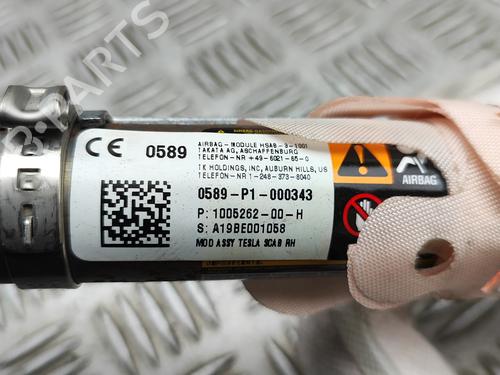 CE 0589
AIRBAG-MODULE HSAB-3-1001
TAKATA AG, ASCHAFFENBURG
TELEFON-NR +49-6021-65-0
TK HOLDINGS, INC, AUBURN HILLS, US
TELEFON-NR 1-248-373-8040
0589-P1-000343
P: 1005262-00-H
S: A19BE001058
MOD ASSY TESLA SCAB RH
AIRBAG
B-PARTS